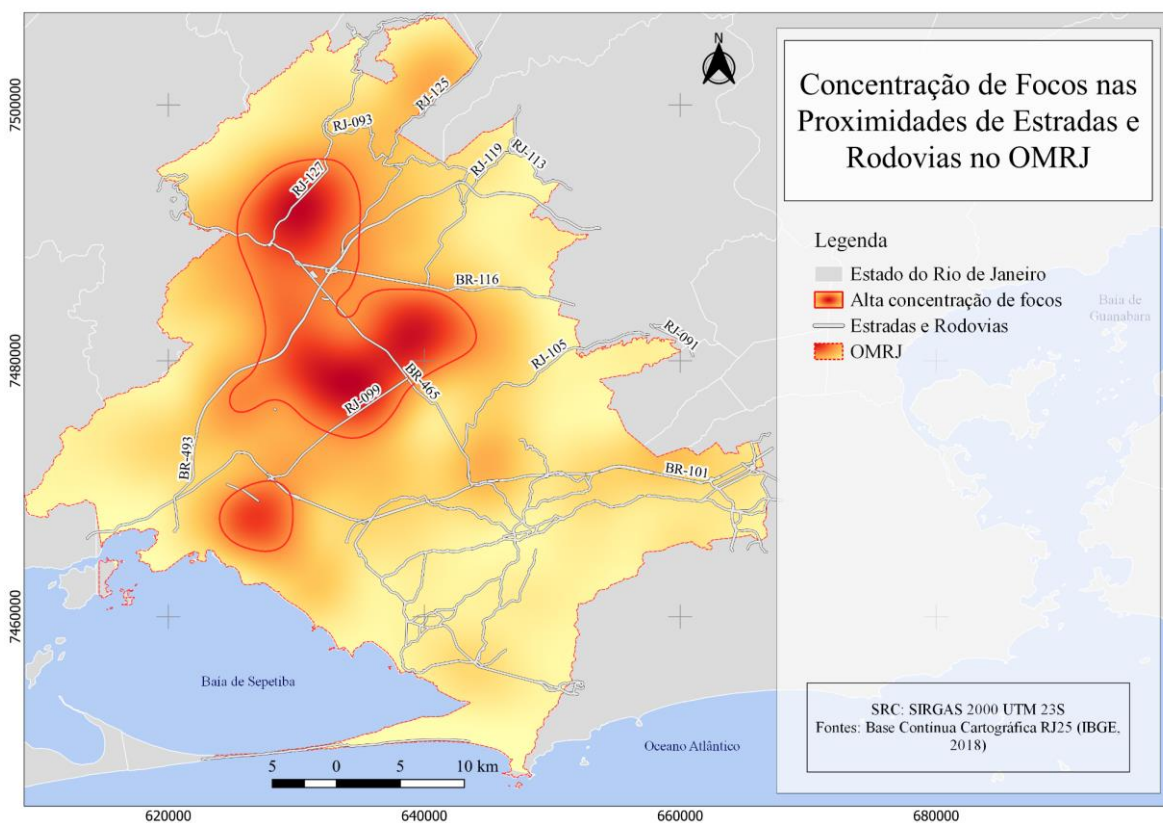 Concentração de Focos nas
Proximidades de Estradas e
Rodovias no OMRJ
Legenda
Estado do Rio de Janeiro
Alta concentração de focos
Estradas e Rodovias
OMRJ
N
7500000
7480000
7460000
RJ-125
RJ-093
RJ-119
RJ-113
RJ-127
BR-116
RJ-091
RJ-105
BR-465
RJ-099
BR-493
BR-101
Baía de
Guanabara
Baía de Sepetiba
Oceano Atlântico
5 0 5 10 km
SRC: SIRGAS 2000 UTM 23S
Fontes: Base Contínua Cartográfica RJ25 (IBGE,
2018)
620000 640000 660000 680000